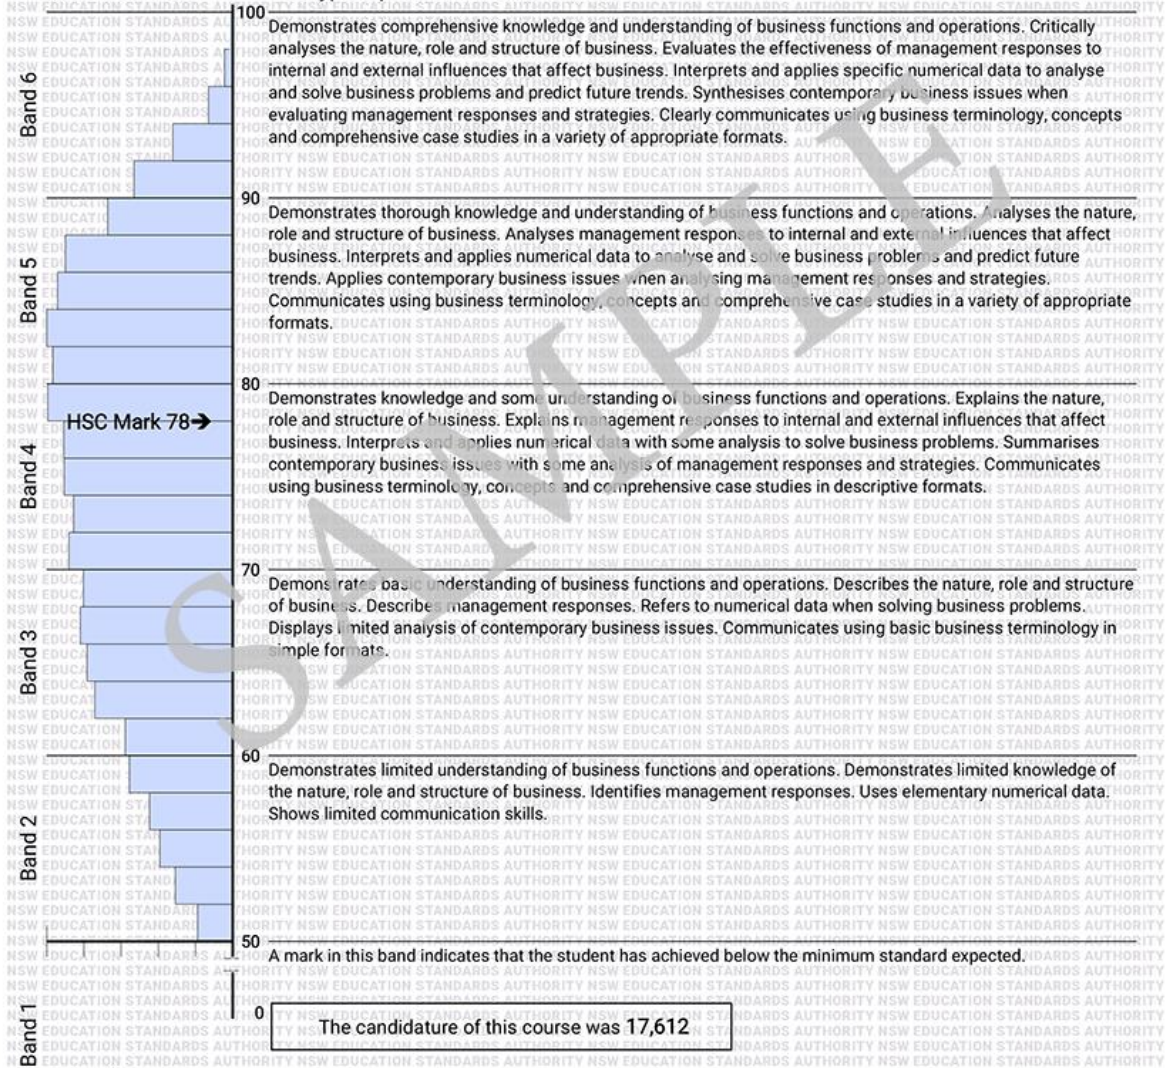 100
Demonstrates comprehensive knowledge and understanding of business functions and operations. Critically
analyses the nature, role and structure of business. Evaluates the effectiveness of management responses to
internal and external influences that affect business. Interprets and applies specific numerical data to analyse
and solve business problems and predict future trends. Synthesises contemporary business issues when
evaluating management responses and strategies. Clearly communicates using business terminology, concepts
and comprehensive case studies in a variety of appropriate formats.
Band 6
90
Demonstrates thorough knowledge and understanding of business functions and operations. Analyses the nature,
role and structure of business. Analyses management responses to internal and external influences that affect
business. Interprets and applies numerical data to analyse and solve business problems and predict future
trends. Applies contemporary business issues when analysing management responses and strategies.
Communicates using business terminology, concepts and comprehensive case studies in a variety of appropriate
formats.
Band 5
80
Demonstrates knowledge and some understanding of business functions and operations. Explains the nature,
role and structure of business. Explains management responses to internal and external influences that affect
business. Interprets and applies numerical data with some analysis to solve business problems. Summarises
contemporary business issues with some analysis of management responses and strategies. Communicates
using business terminology, concepts and comprehensive case studies in descriptive formats.
HSC Mark 78→
Band 4
70
Demonstrates basic understanding of business functions and operations. Describes the nature, role and structure
of business. Describes management responses. Refers to numerical data when solving business problems.
Displays limited analysis of contemporary business issues. Communicates using basic business terminology in
simple formats.
Band 3
60
Demonstrates limited understanding of business functions and operations. Demonstrates limited knowledge of
the nature, role and structure of business. Identifies management responses. Uses elementary numerical data.
Shows limited communication skills.
Band 2
50
A mark in this band indicates that the student has achieved below the minimum standard expected.
0
Band 1
The candidature of this course was 17,612
SAMPLE
NSW EDUCATION STANDARDS AUTHORITY